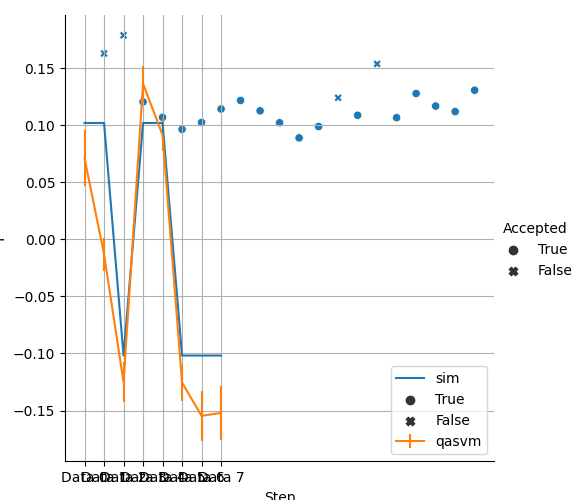 0.15
0.10
0.05
0.00
−0.05
−0.10
−0.15
Data 7
Step
Accepted
True
False
sim
True
False
qasvm